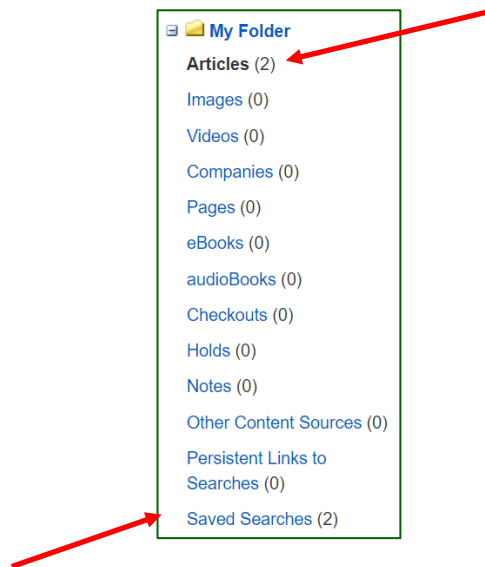 My Folder
Articles (2)
Images (0)
Videos (0)
Companies (0)
Pages (0)
eBooks (0)
audioBooks (0)
Checkouts (0)
Holds (0)
Notes (0)
Other Content Sources (0)
Persistent Links to
Searches (0)
Saved Searches (2)